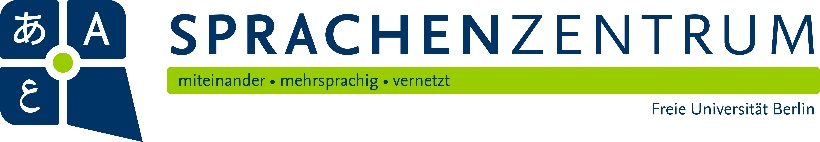 あ A
ع
SPRACHENZENTRUM
miteinander • mehrsprachig • vernetzt
Freie Universität Berlin